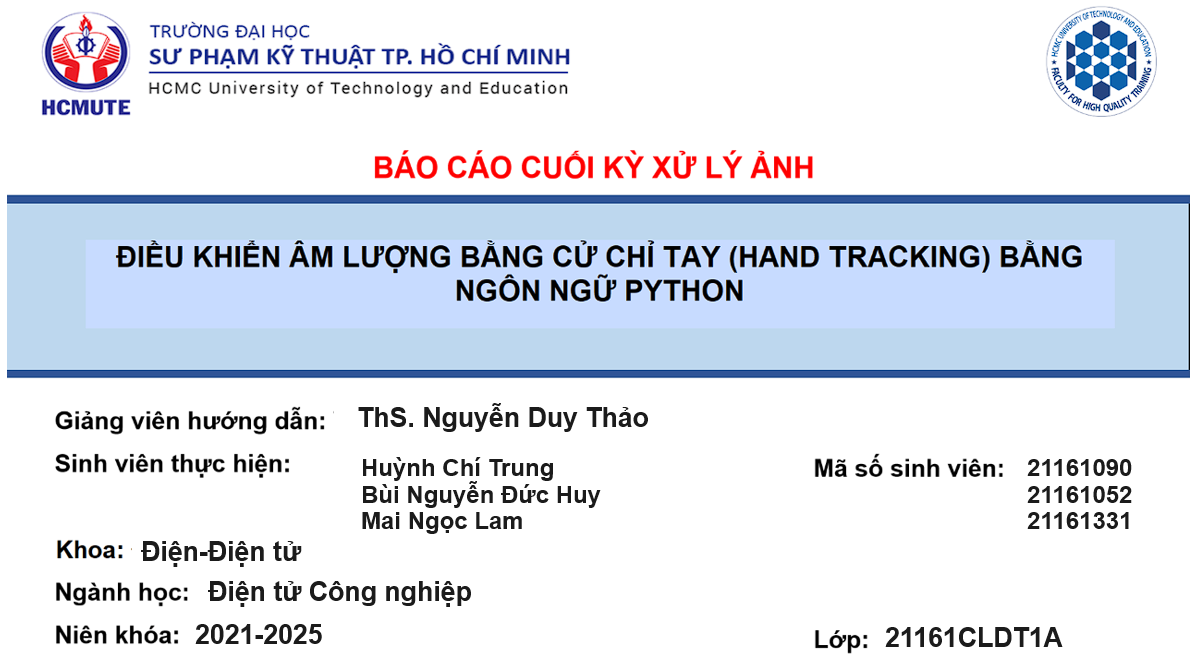 TRƯỜNG ĐẠI HỌC
SƯ PHẠM KỸ THUẬT TP. HỒ CHÍ MINH
HCMC University of Technology and Education
HCMUTE
HCMC UNIVERSITY OF TECHNOLOGY AND EDUCATION
FACULTY FOR HIGH QUALITY TRAINING
BÁO CÁO CUỐI KỲ XỬ LÝ ẢNH
ĐIỀU KHIỂN ÂM LƯỢNG BẰNG CỬ CHỈ TAY (HAND TRACKING) BẰNG
NGÔN NGỮ PYTHON
Giảng viên hướng dẫn: ThS. Nguyễn Duy Thảo
Sinh viên thực hiện: Huỳnh Chí Trung Mã số sinh viên: 21161090
Bùi Nguyễn Đức Huy 21161052
Mai Ngọc Lam 21161331
Khoa: Điện-Điện tử
Ngành học: Điện tử Công nghiệp
Niên khóa: 2021-2025 Lớp: 21161CLDT1A